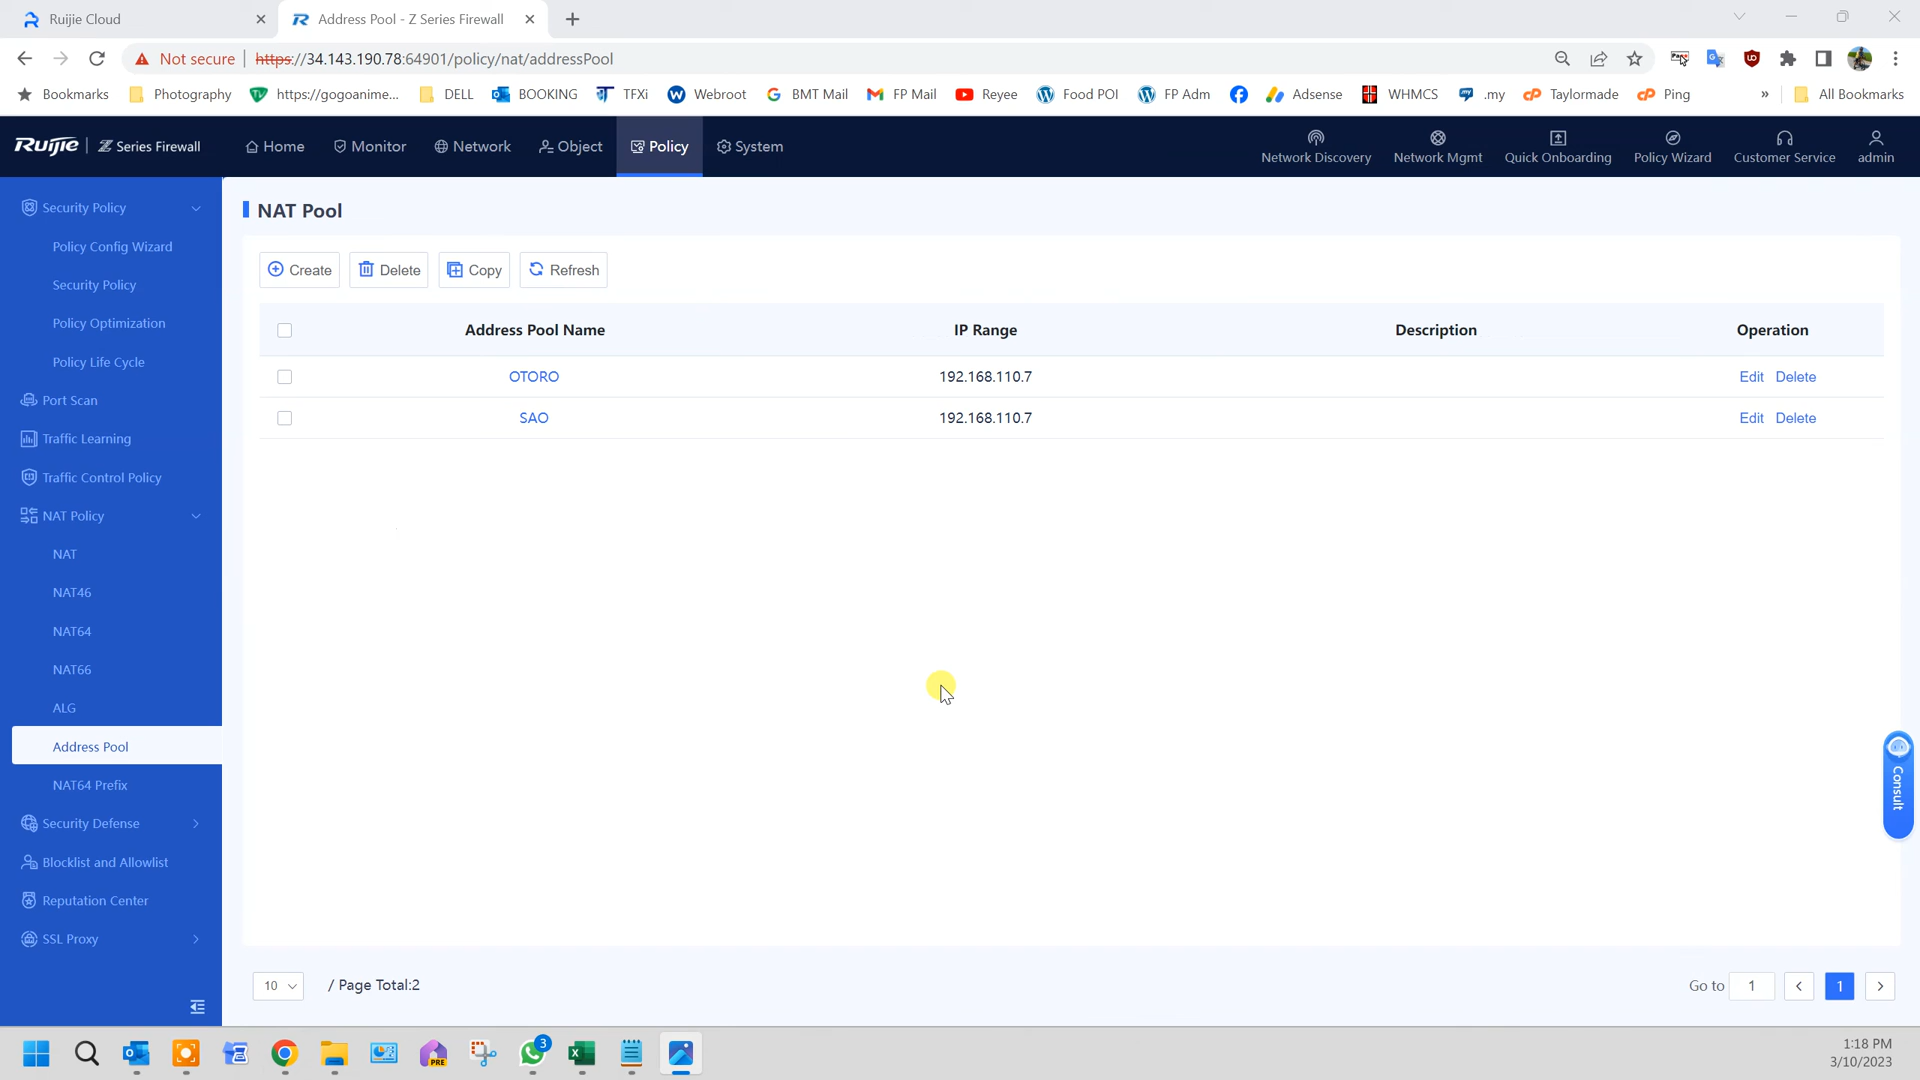 Ruijie Cloud
Address Pool - Z Series Firewall
Not secure
https://34.143.190.78:64901/policy/nat/addressPool
Bookmarks
Photography
https://gogoanime...
DELL
BOOKING
TFXi
Webroot
BMT Mail
FP Mail
Reyee
Food POI
FP Adm
Adsense
WHMCS
.my
Taylormade
Ping
»
All Bookmarks
Ruijie
Z Series Firewall
Home
Monitor
Network
Object
Policy
System
Network Discovery
Network Mgmt
Quick Onboarding
Policy Wizard
Customer Service
admin
Security Policy
Policy Config Wizard
Security Policy
Policy Optimization
Policy Life Cycle
Port Scan
Traffic Learning
Traffic Control Policy
NAT Policy
NAT
NAT46
NAT64
NAT66
ALG
Address Pool
NAT64 Prefix
Security Defense
Blocklist and Allowlist
Reputation Center
SSL Proxy
NAT Pool
Create
Delete
Copy
Refresh
Address Pool Name IP Range Description Operation
OTORO 192.168.110.7 Edit Delete
SAO 192.168.110.7 Edit Delete
Consult
10 / Page Total:2
Go to 1 < 1 >
PRE
3
1:18 PM
3/10/2023